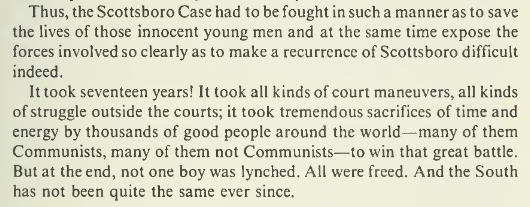 Thus, the Scottsboro Case had to be fought in such a manner as to save
the lives of those innocent young men and at the same time expose the
forces involved so clearly as to make a recurrence of Scottsboro difficult
indeed.
It took seventeen years! It took all kinds of court maneuvers, all kinds
of struggle outside the courts; it took tremendous sacrifices of time and
energy by thousands of good people around the world—many of them
Communists, many of them not Communists—to win that great battle.
But at the end, not one boy was lynched. All were freed. And the South
has not been quite the same ever since.